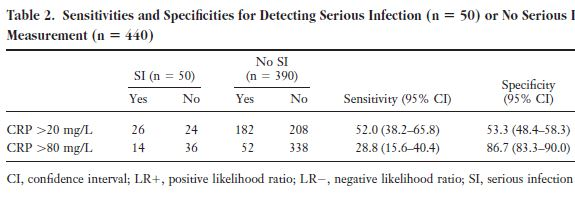 Table 2. Sensitivities and Specificities for Detecting Serious Infection (n = 50) or No Serious
Measurement (n = 440)
SI (n = 50) No SI (n = 390)
Yes No Yes No Sensitivity (95% CI) Specificity (95% CI)
CRP >20 mg/L 26 24 182 208 52.0 (38.2–65.8) 53.3 (48.4–58.3)
CRP >80 mg/L 14 36 52 338 28.8 (15.6–40.4) 86.7 (83.3–90.0)
CI, confidence interval; LR+, positive likelihood ratio; LR−, negative likelihood ratio; SI, serious infection